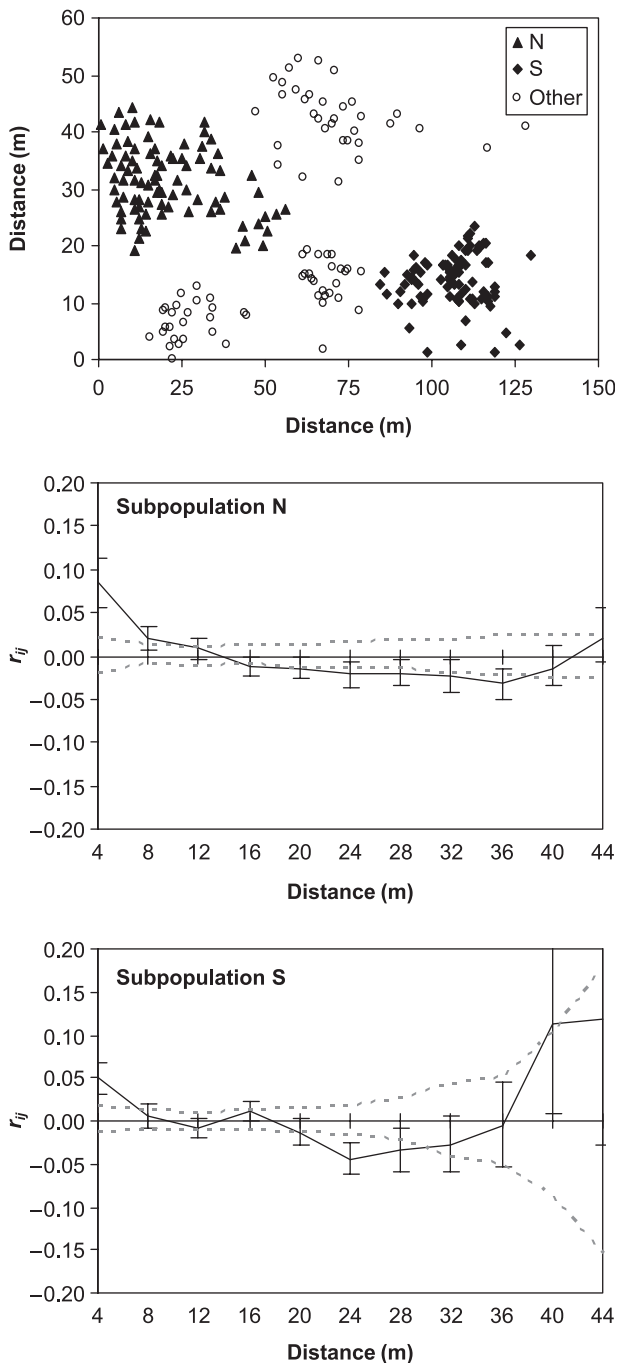 60
50
40
30
20
10
0
Distance (m)
N
S
Other
0 25 50 75 100 125 150
Distance (m)
Subpopulation N
0.20
0.15
0.10
0.05
0.00
−0.05
−0.10
−0.15
−0.20
rij
4 8 12 16 20 24 28 32 36 40 44
Distance (m)
Subpopulation S
0.20
0.15
0.10
0.05
0.00
−0.05
−0.10
−0.15
−0.20
rij
4 8 12 16 20 24 28 32 36 40 44
Distance (m)